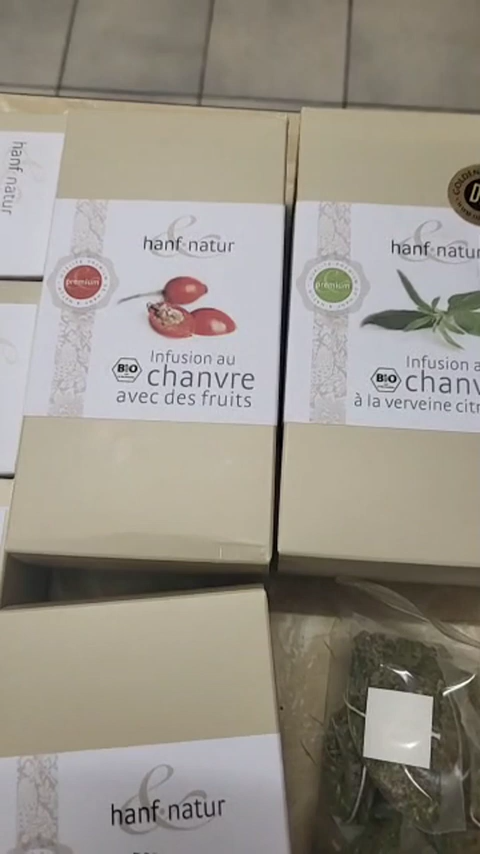 hanf natur
hanf & natur
premium
Infusion au
BIO
chanvre
avec des fruits
GOLDEN
hanf & natur
premium
Infusion a
BIO
chanv
à la verveine citr
hanf & natur